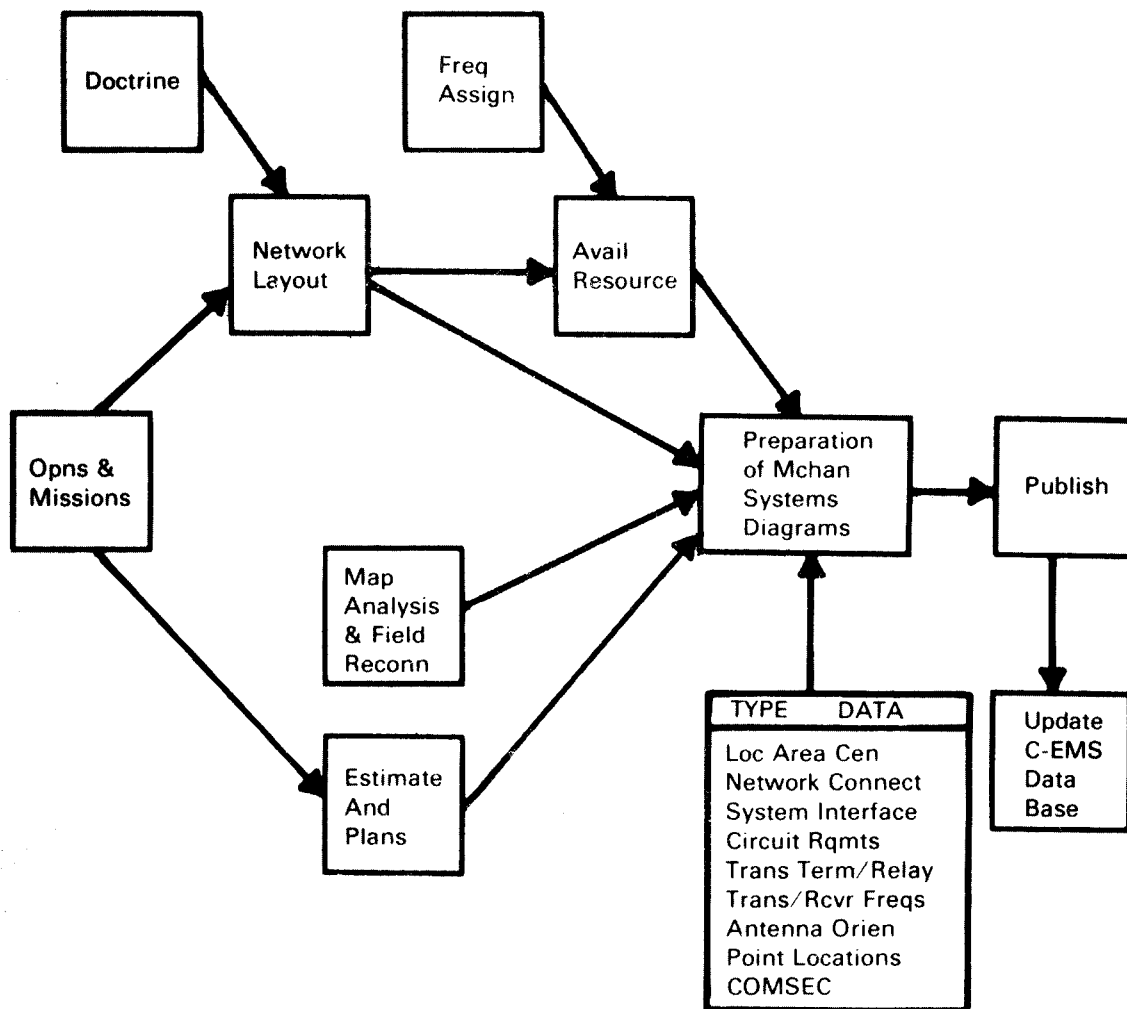 Doctrine
Freq
Assign
Network
Layout
Avail
Resource
Opns &
Missions
Preparation
of Mchan
Systems
Diagrams
Publish
Map
Analysis
& Field
Reconn
Estimate
And
Plans
TYPE DATA
Loc Area Cen
Network Connect
System Interface
Circuit Rqmts
Trans Term/Relay
Trans/Rcvr Freqs
Antenna Orien
Point Locations
COMSEC
Update
C-EMS
Data
Base